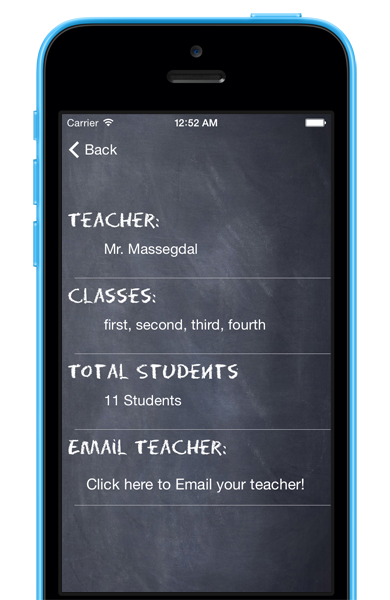 Carrier 12:52 AM
Back
TEACHER:
Mr. Massegdal
CLASSES:
first, second, third, fourth
TOTAL STUDENTS
11 Students
EMAIL TEACHER:
Click here to Email your teacher!